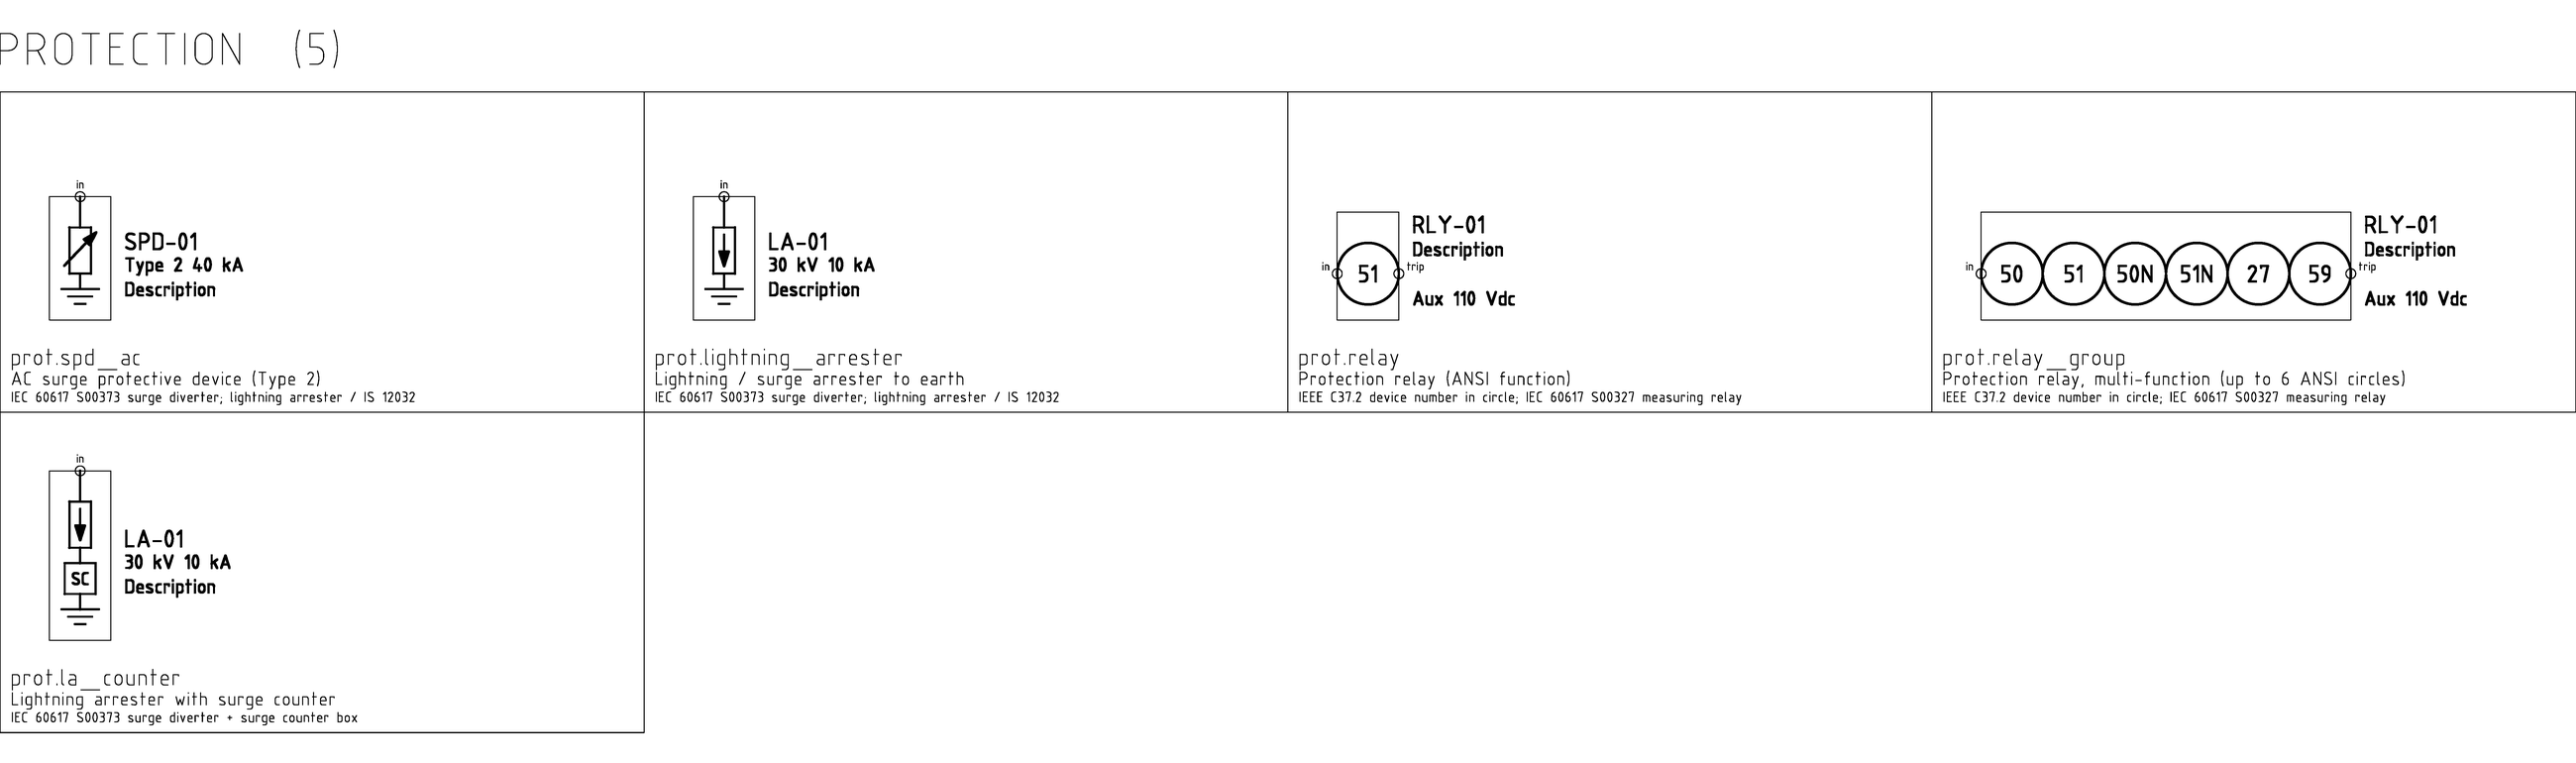 PROTECTION (5)
in
SPD-01
Type 2 40 kA
Description
prot.spd__ac
AC surge protective device (Type 2)
IEC 60617 S00373 surge diverter; lightning arrester / IS 12032
in
LA-01
30 kV 10 kA
Description
prot.lightning__arrester
Lightning / surge arrester to earth
IEC 60617 S00373 surge diverter; lightning arrester / IS 12032
RLY-01
Description
in
51
trip
Aux 110 Vdc
prot.relay
Protection relay (ANSI function)
IEEE C37.2 device number in circle; IEC 60617 S00327 measuring relay
RLY-01
Description
in
50 51 50N 51N 27 59
trip
Aux 110 Vdc
prot.relay__group
Protection relay, multi-function (up to 6 ANSI circles)
IEEE C37.2 device number in circle; IEC 60617 S00327 measuring relay
in
LA-01
30 kV 10 kA
SC
Description
prot.la__counter
Lightning arrester with surge counter
IEC 60617 S00373 surge diverter + surge counter box